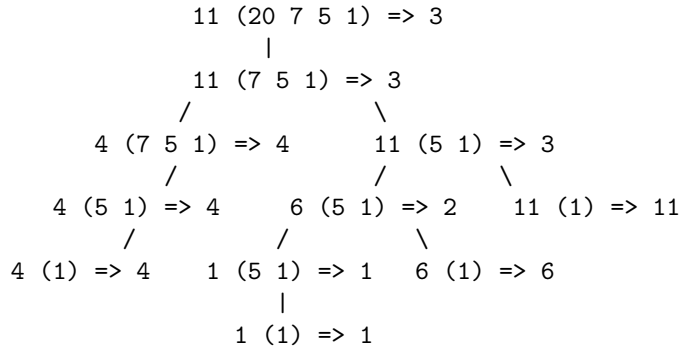 11 (20 7 5 1) => 3
11 (7 5 1) => 3
4 (7 5 1) => 4 11 (5 1) => 3
4 (5 1) => 4 6 (5 1) => 2 11 (1) => 11
4 (1) => 4 1 (5 1) => 1 6 (1) => 6
1 (1) => 1